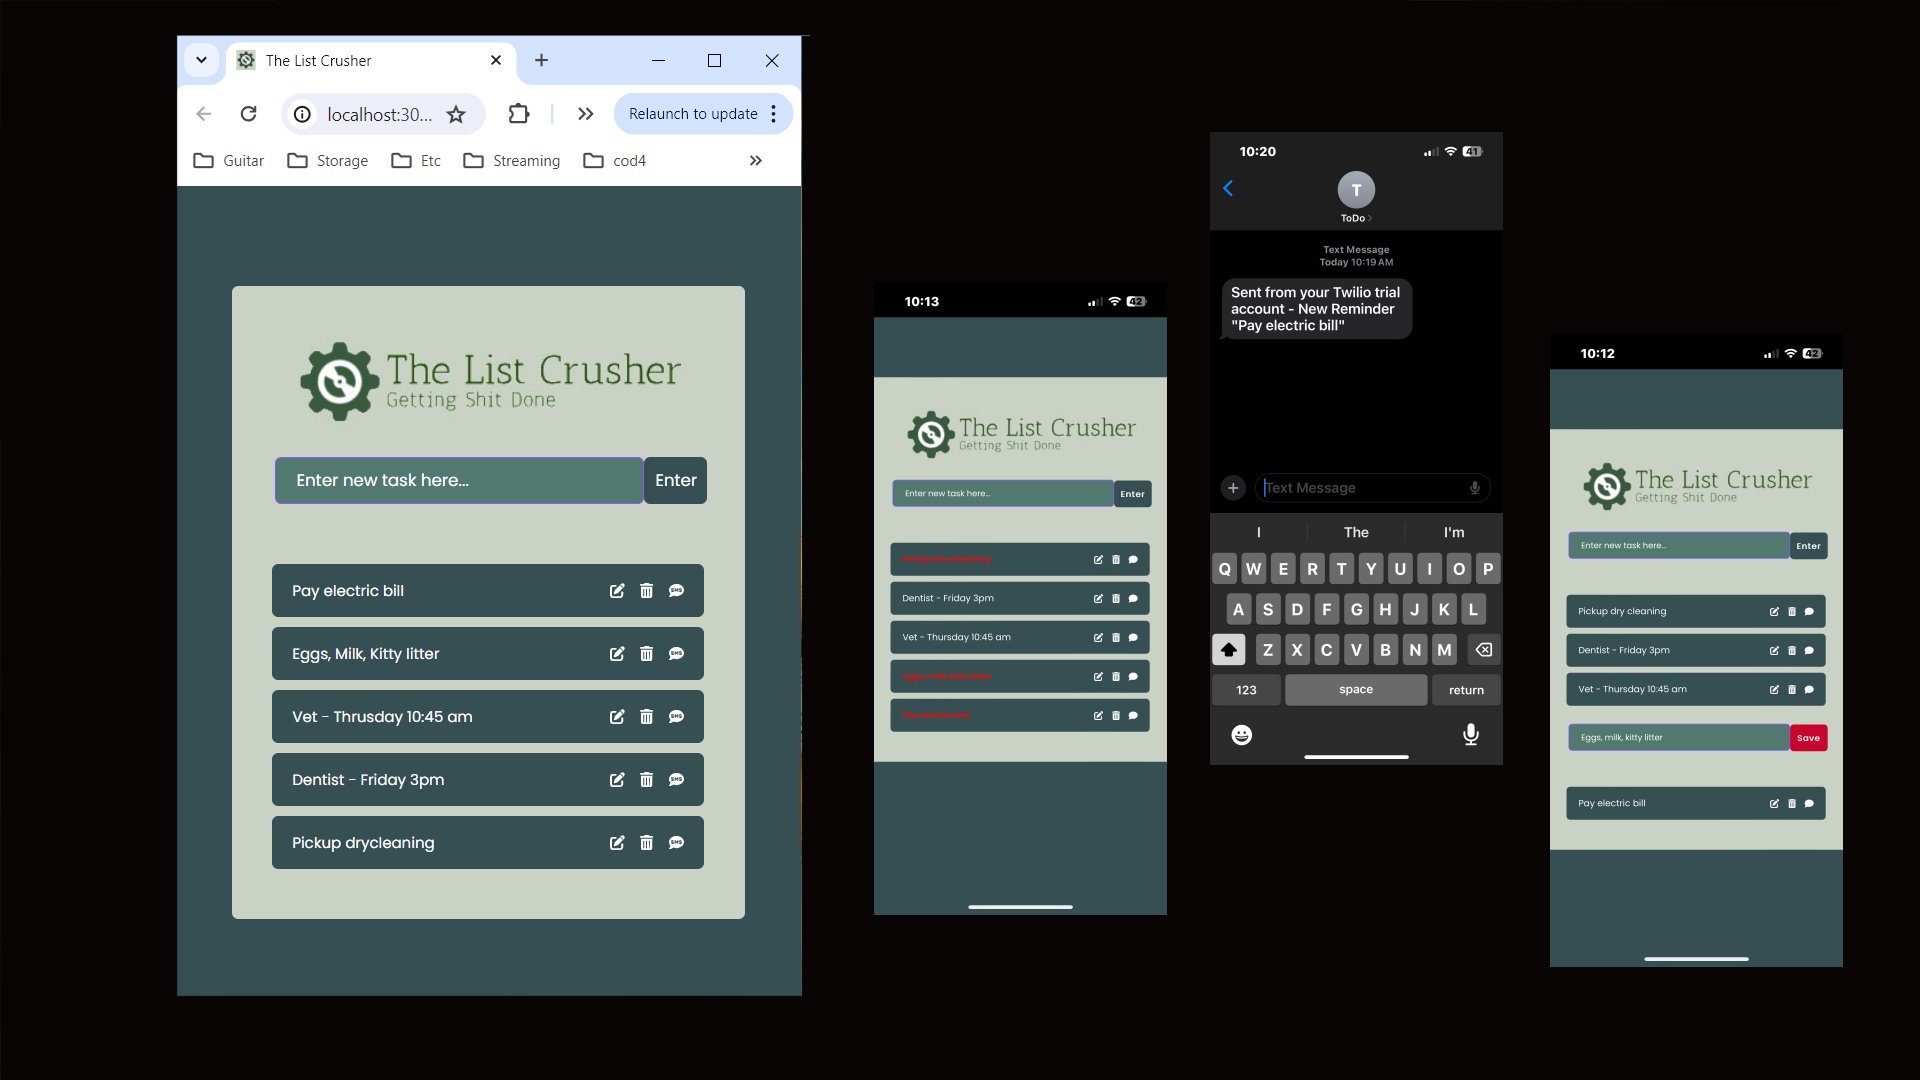 The List Crusher
localhost:30...
Relaunch to update
Guitar
Storage
Etc
Streaming
cod4
The List Crusher
Getting Shit Done
Enter new task here...
Enter
Pay electric bill
Eggs, Milk, Kitty litter
Vet - Thrusday 10:45 am
Dentist - Friday 3pm
Pickup drycleaning
10:13
42
The List Crusher
Getting Shit Done
Enter new task here...
Enter
Dentist - Friday 3pm
Vet - Thursday 10:45 am
10:20
41
T
ToDo
Text Message
Today 10:19 AM
Sent from your Twilio trial
account - New Reminder
"Pay electric bill"
Text Message
I
The
I'm
Q W E R T Y U I O P
A S D F G H J K L
Z X C V B N M
123
space
return
10:12
42
The List Crusher
Getting Shit Done
Enter new task here...
Enter
Pickup dry cleaning
Dentist - Friday 3pm
Vet - Thursday 10:45 am
Eggs, milk, kitty litter
Save
Pay electric bill